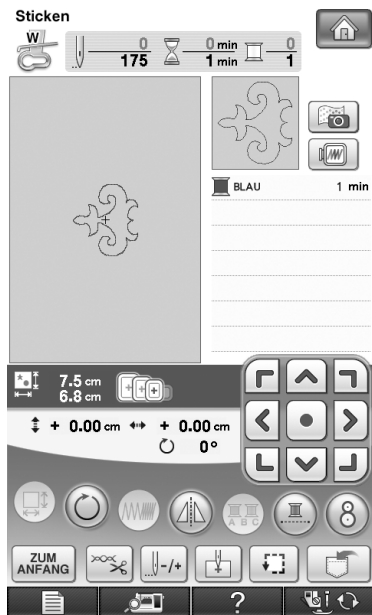 Sticken
W
0 0 min 0
175 1 min 1
BLAU 1 min
7.5 cm
6.8 cm
+ 0.00 cm + 0.00 cm
0°
A B C
8
ZUM
ANFANG
-/+
? i